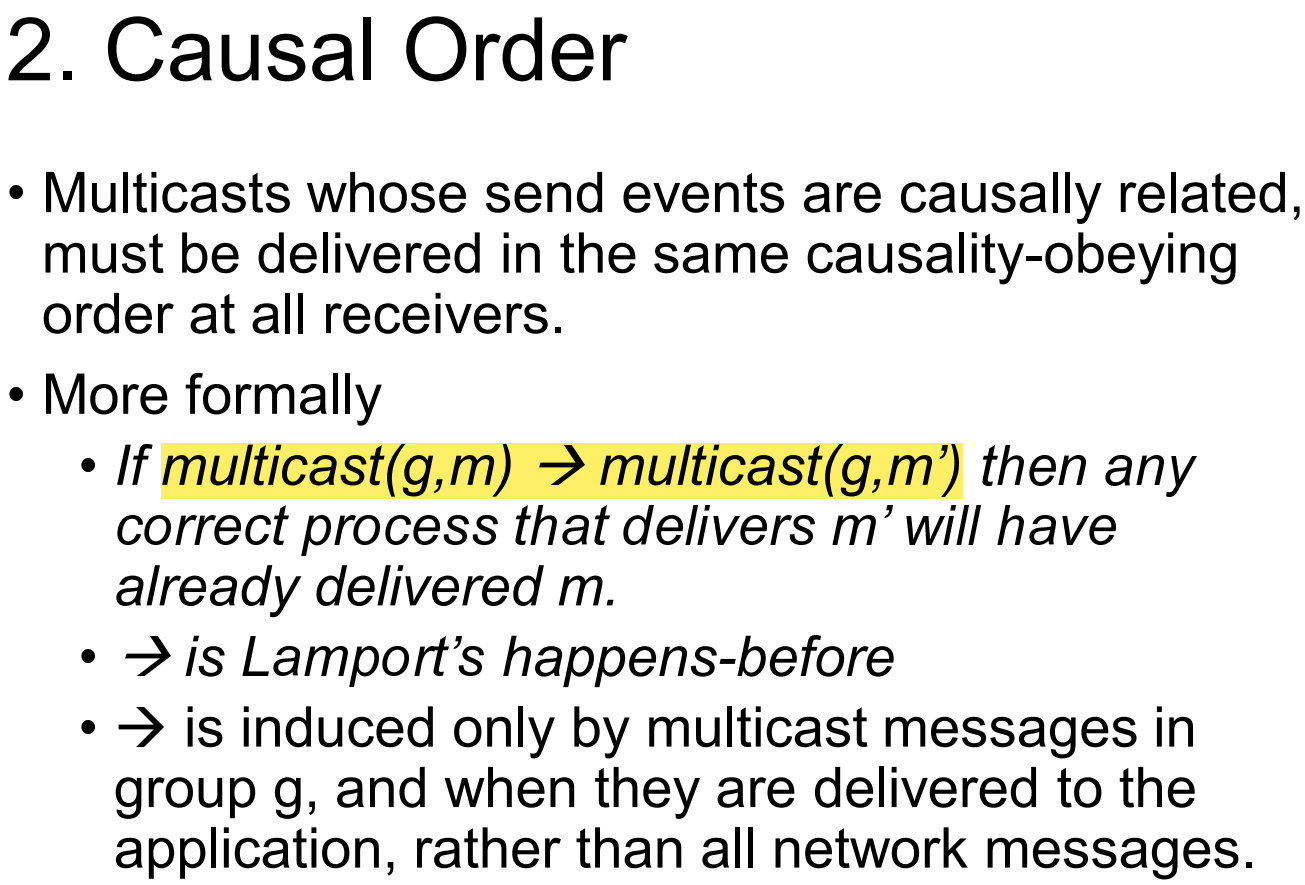 2. Causal Order
• Multicasts whose send events are causally related,
must be delivered in the same causality-obeying
order at all receivers.
• More formally
• If multicast(g,m) → multicast(g,m’) then any
correct process that delivers m’ will have
already delivered m.
• → is Lamport’s happens-before
• → is induced only by multicast messages in
group g, and when they are delivered to the
application, rather than all network messages.